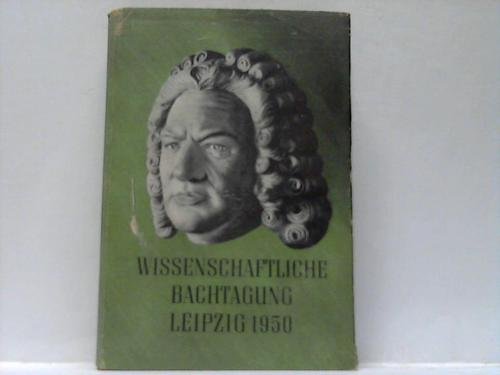 WISSENSCHAFTLICHE
BACHTAGUNG
LEIPZIG 1950